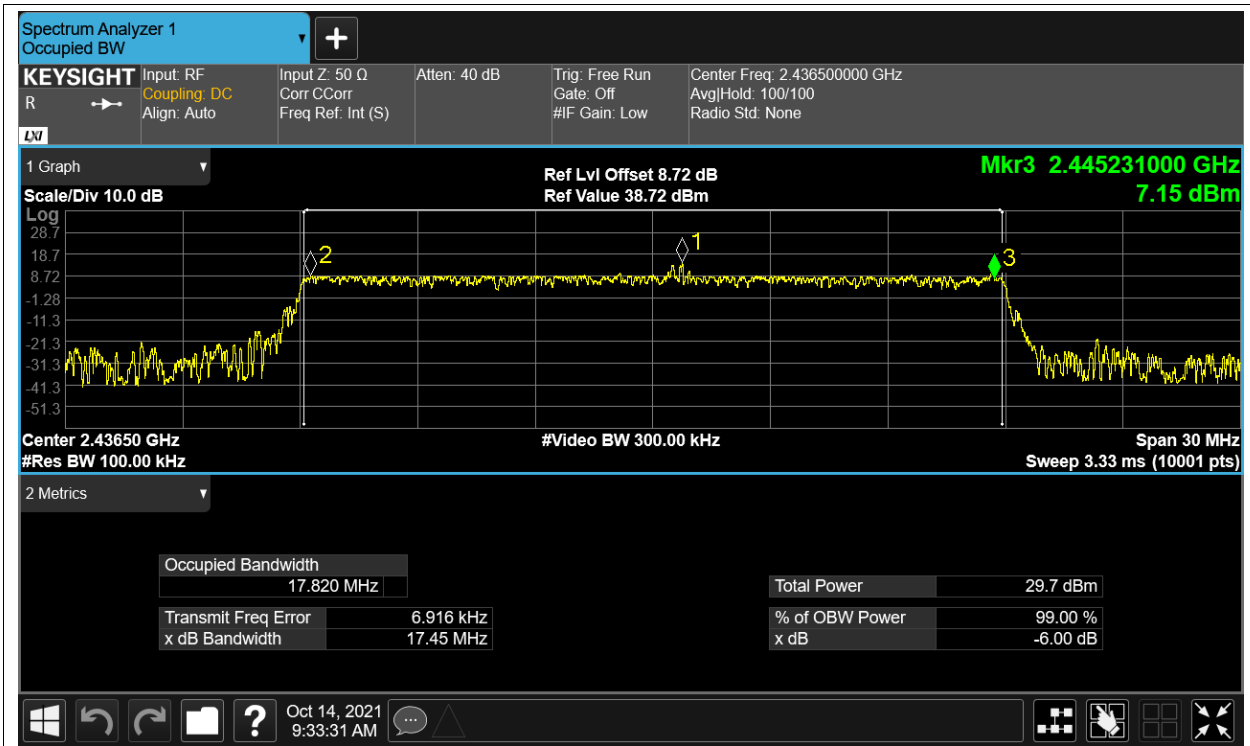 Spectrum Analyzer 1
Occupied BW
KEYSIGHT
R
LXI
Input: RF
Coupling: DC
Align: Auto
Input Z: 50 Ω
Corr CCorr
Freq Ref: Int (S)
Atten: 40 dB
Trig: Free Run
Gate: Off
#IF Gain: Low
Center Freq: 2.436500000 GHz
Avg|Hold: 100/100
Radio Std: None
1 Graph
Scale/Div 10.0 dB
Ref Lvl Offset 8.72 dB
Ref Value 38.72 dBm
Mkr3 2.445231000 GHz
7.15 dBm
Log
28.7
18.7
8.72
-1.28
-11.3
-21.3
-31.3
-41.3
-51.3
2
1
3
Center 2.43650 GHz
#Video BW 300.00 kHz
Span 30 MHz
#Res BW 100.00 kHz
Sweep 3.33 ms (10001 pts)
2 Metrics
Occupied Bandwidth
17.820 MHz
Total Power 29.7 dBm
Transmit Freq Error 6.916 kHz
% of OBW Power 99.00 %
x dB Bandwidth 17.45 MHz
x dB -6.00 dB
?
Oct 14, 2021
9:33:31 AM